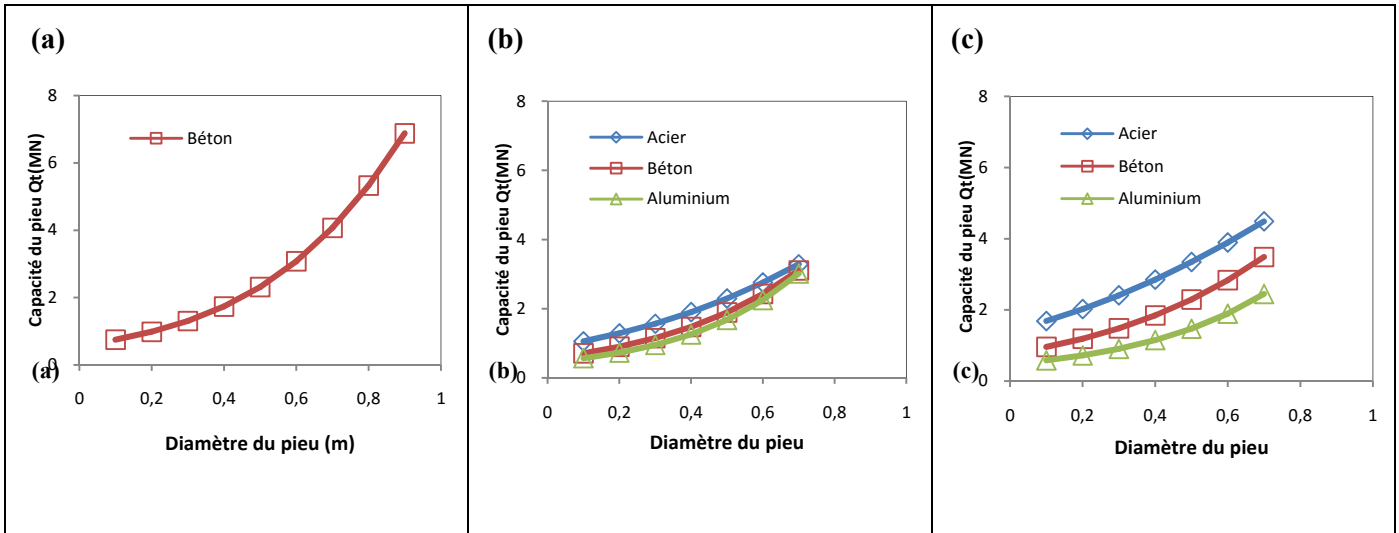 (a)
Capacité du pieu Qt(MN)
8
6
4
2
0
Béton
(a)
0
0,2
0,4
0,6
0,8
1
Diamètre du pieu (m)
(b)
Capacité du pieu Qt(MN)
8
6
4
2
0
Acier
Béton
Aluminium
(b)
0
0,2
0,4
0,6
0,8
1
Diamètre du pieu
(c)
Capacité du pieu Qt(MN)
8
6
4
2
0
Acier
Béton
Aluminium
(c)
0
0,2
0,4
0,6
0,8
1
Diamètre du pieu